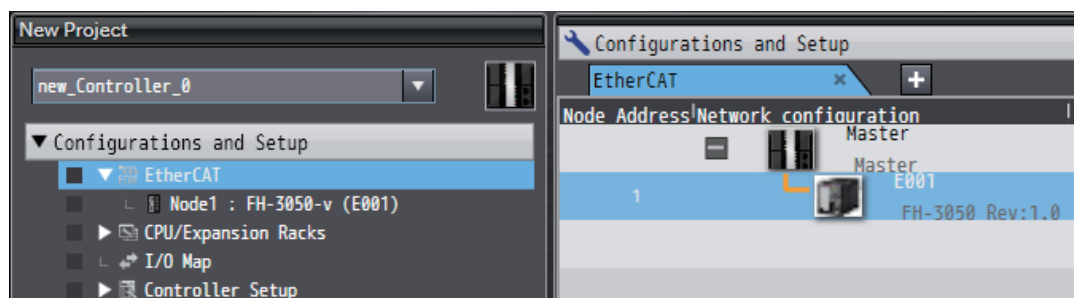 New Project
new_Controller_0
Configurations and Setup
EtherCAT
Node1 : FH-3050-v (E001)
CPU/Expansion Racks
I/O Map
Controller Setup
Configurations and Setup
EtherCAT
Node Address Network configuration
Master
Master
1
E001
FH-3050 Rev:1.0